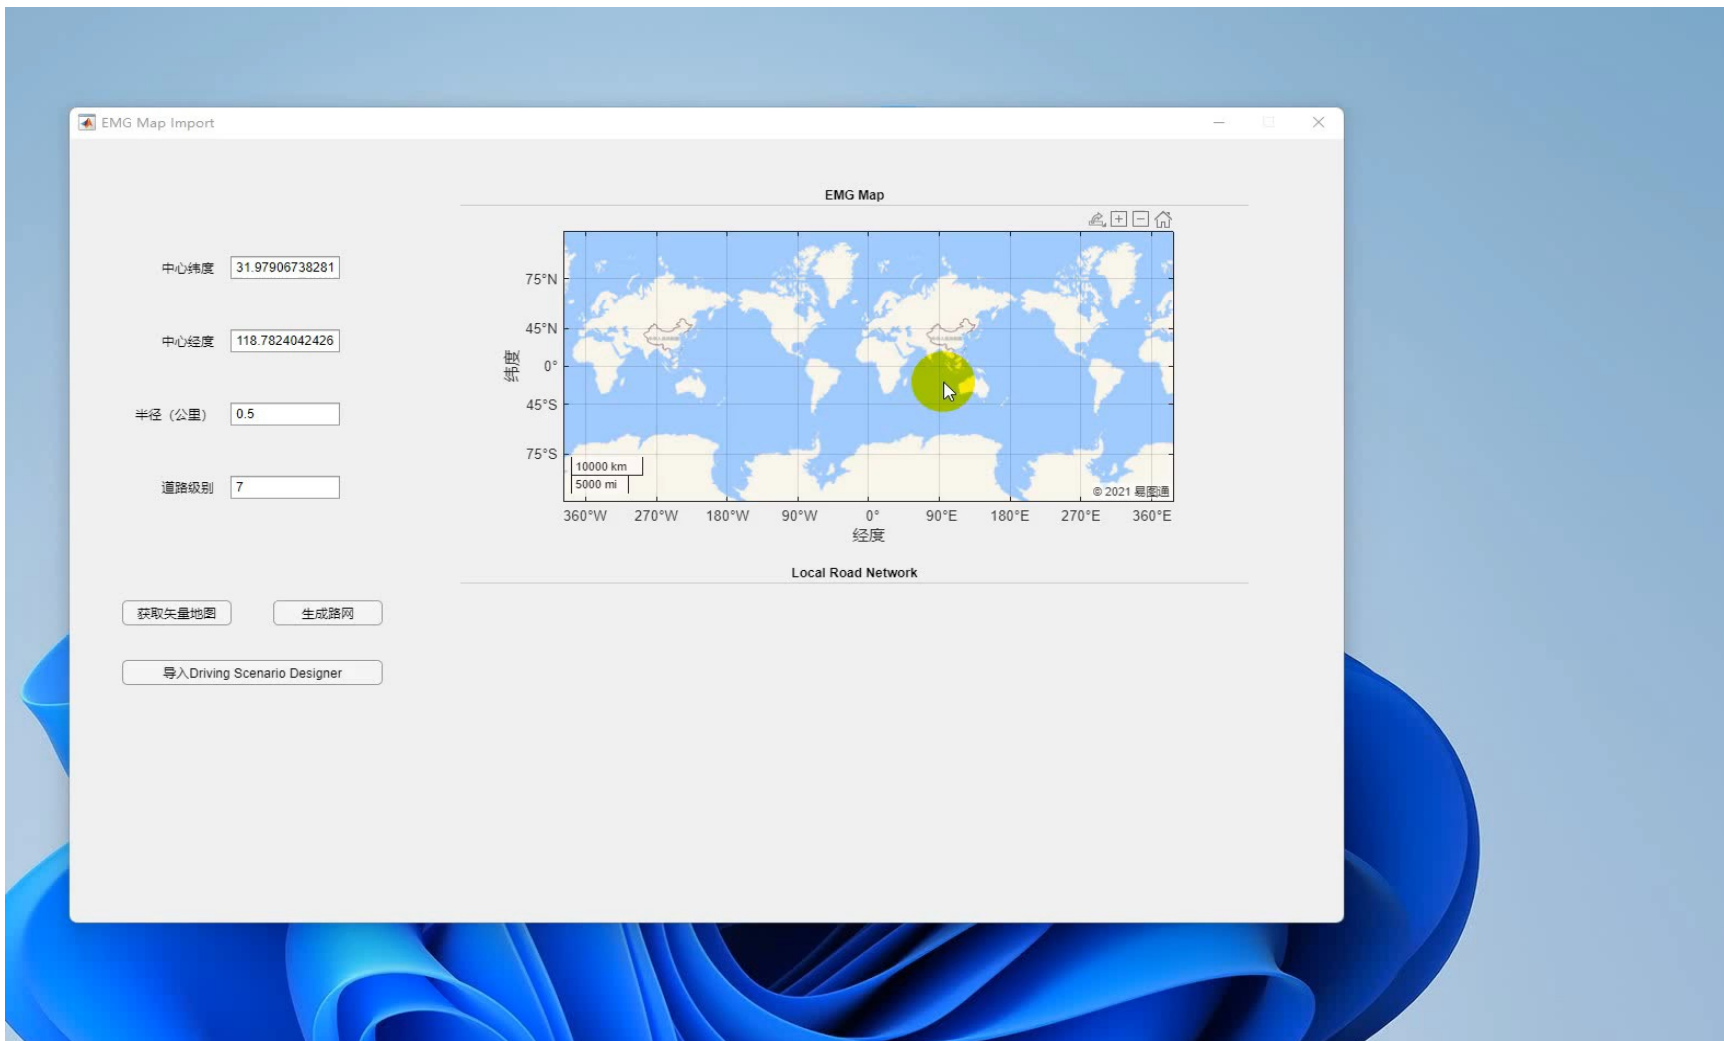 EMG Map Import
EMG Map
中心纬度 31.97906738281
中心经度 118.7824042426
半径（公里） 0.5
道路级别 7
获取矢量地图 生成路网
导入Driving Scenario Designer
纬度
75°N
45°N
0°
45°S
75°S
10000 km
5000 mi
© 2021 易图通
360°W 270°W 180°W 90°W 0° 90°E 180°E 270°E 360°E
经度
Local Road Network